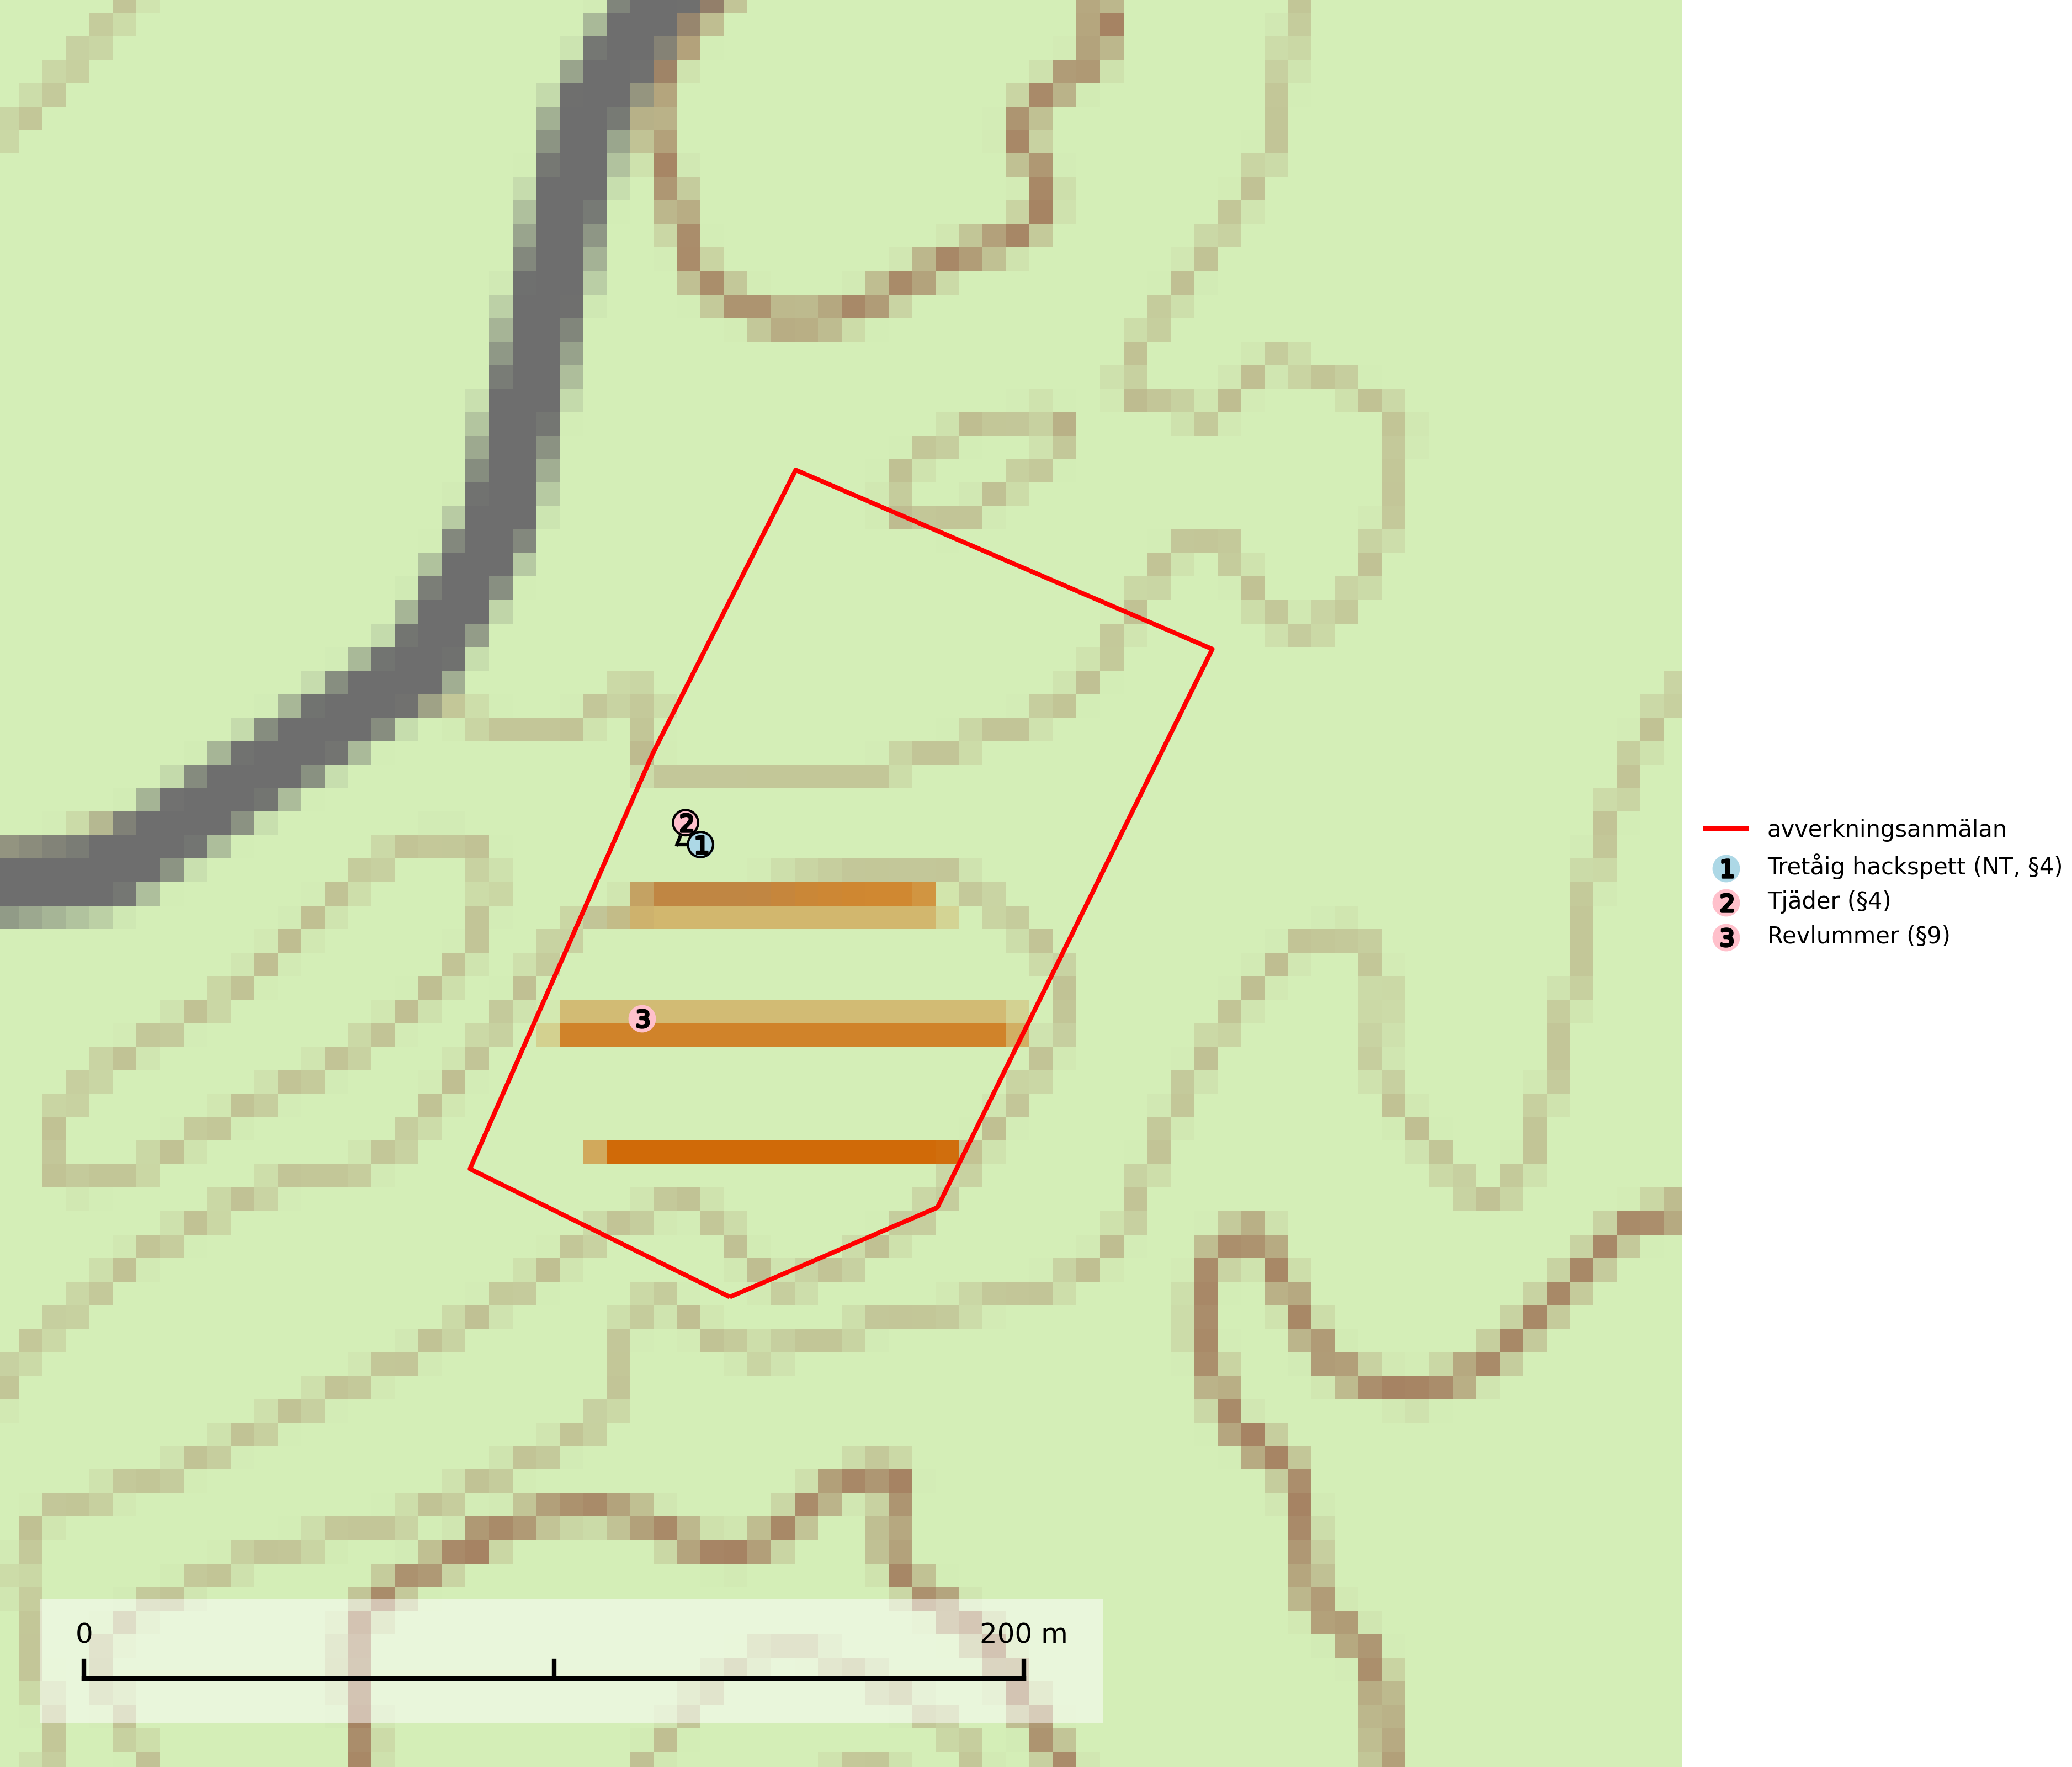 2
1
3
0
200 m
avverkningsanmälan
1 Tretåig hackspett (NT, §4)
2 Tjäder (§4)
3 Revlummer (§9)